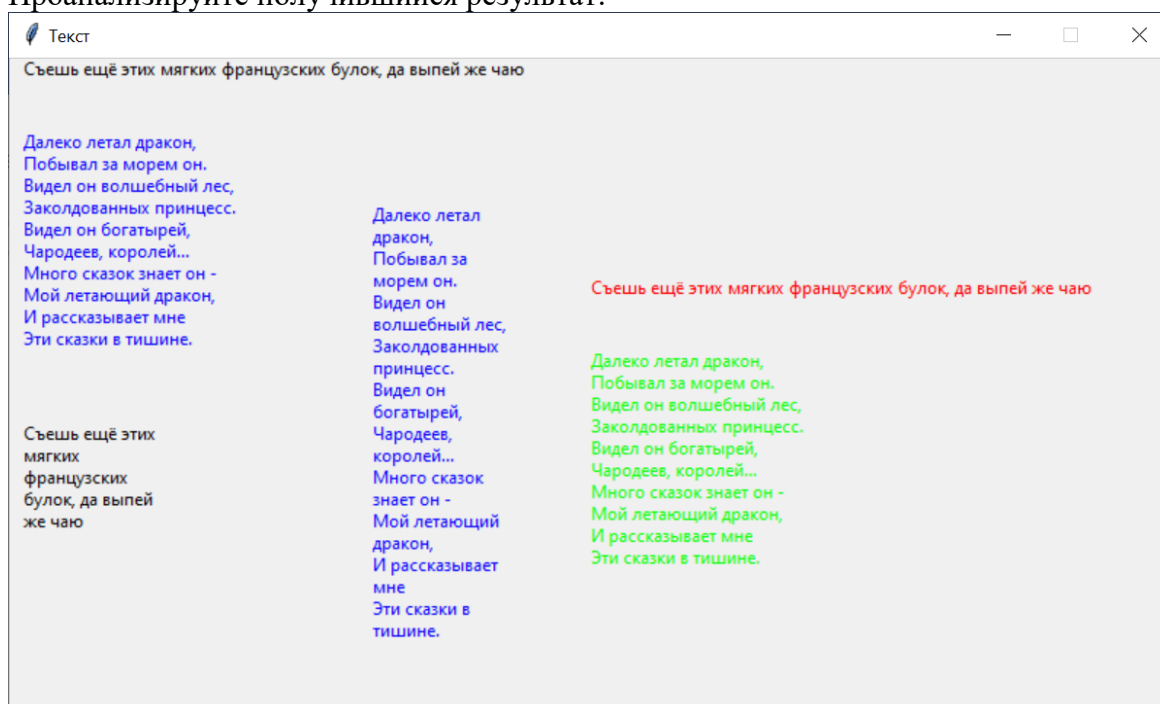 Проанализируйте получившийся результат.
Текст
Съешь ещё этих мягких французских булок, да выпей же чаю
Далеко летал дракон,
Побывал за морем он.
Видел он волшебный лес,
Заколдованных принцесс.
Видел он богатырей,
Чародеев, королей...
Много сказок знает он -
Мой летающий дракон,
И рассказывает мне
Эти сказки в тишине.
Съешь ещё этих
мягких
французских
булок, да выпей
же чаю
Далеко летал
дракон,
Побывал за
морем он.
Видел он
волшебный лес,
Заколдованных
принцесс.
Видел он
богатырей,
Чародеев,
королей...
Много сказок
знает он -
Мой летающий
дракон,
И рассказывает
мне
Эти сказки в
тишине.
Съешь ещё этих мягких французских булок, да выпей же чаю
Далеко летал дракон,
Побывал за морем он.
Видел он волшебный лес,
Заколдованных принцесс.
Видел он богатырей,
Чародеев, королей...
Много сказок знает он -
Мой летающий дракон,
И рассказывает мне
Эти сказки в тишине.